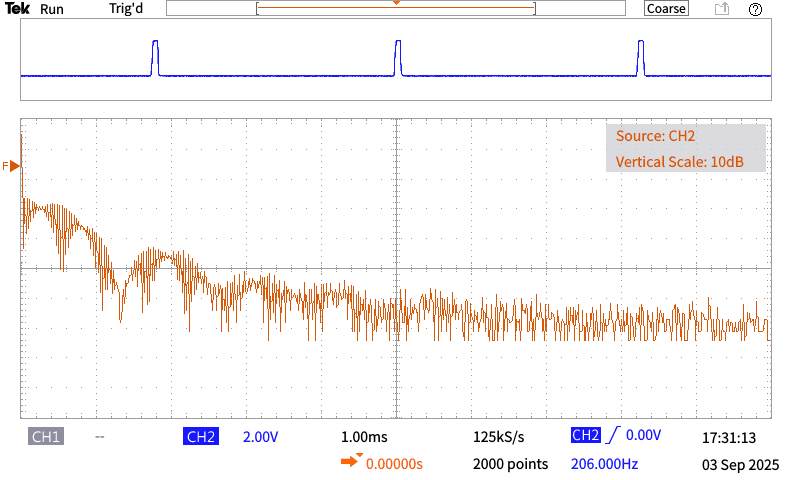 Tek Run Trig'd Coarse
F
Source: CH2
Vertical Scale: 10dB
CH1 -- CH2 2.00V 1.00ms 125kS/s CH2 0.00V 17:31:13
0.00000s 2000 points 206.000Hz 03 Sep 2025